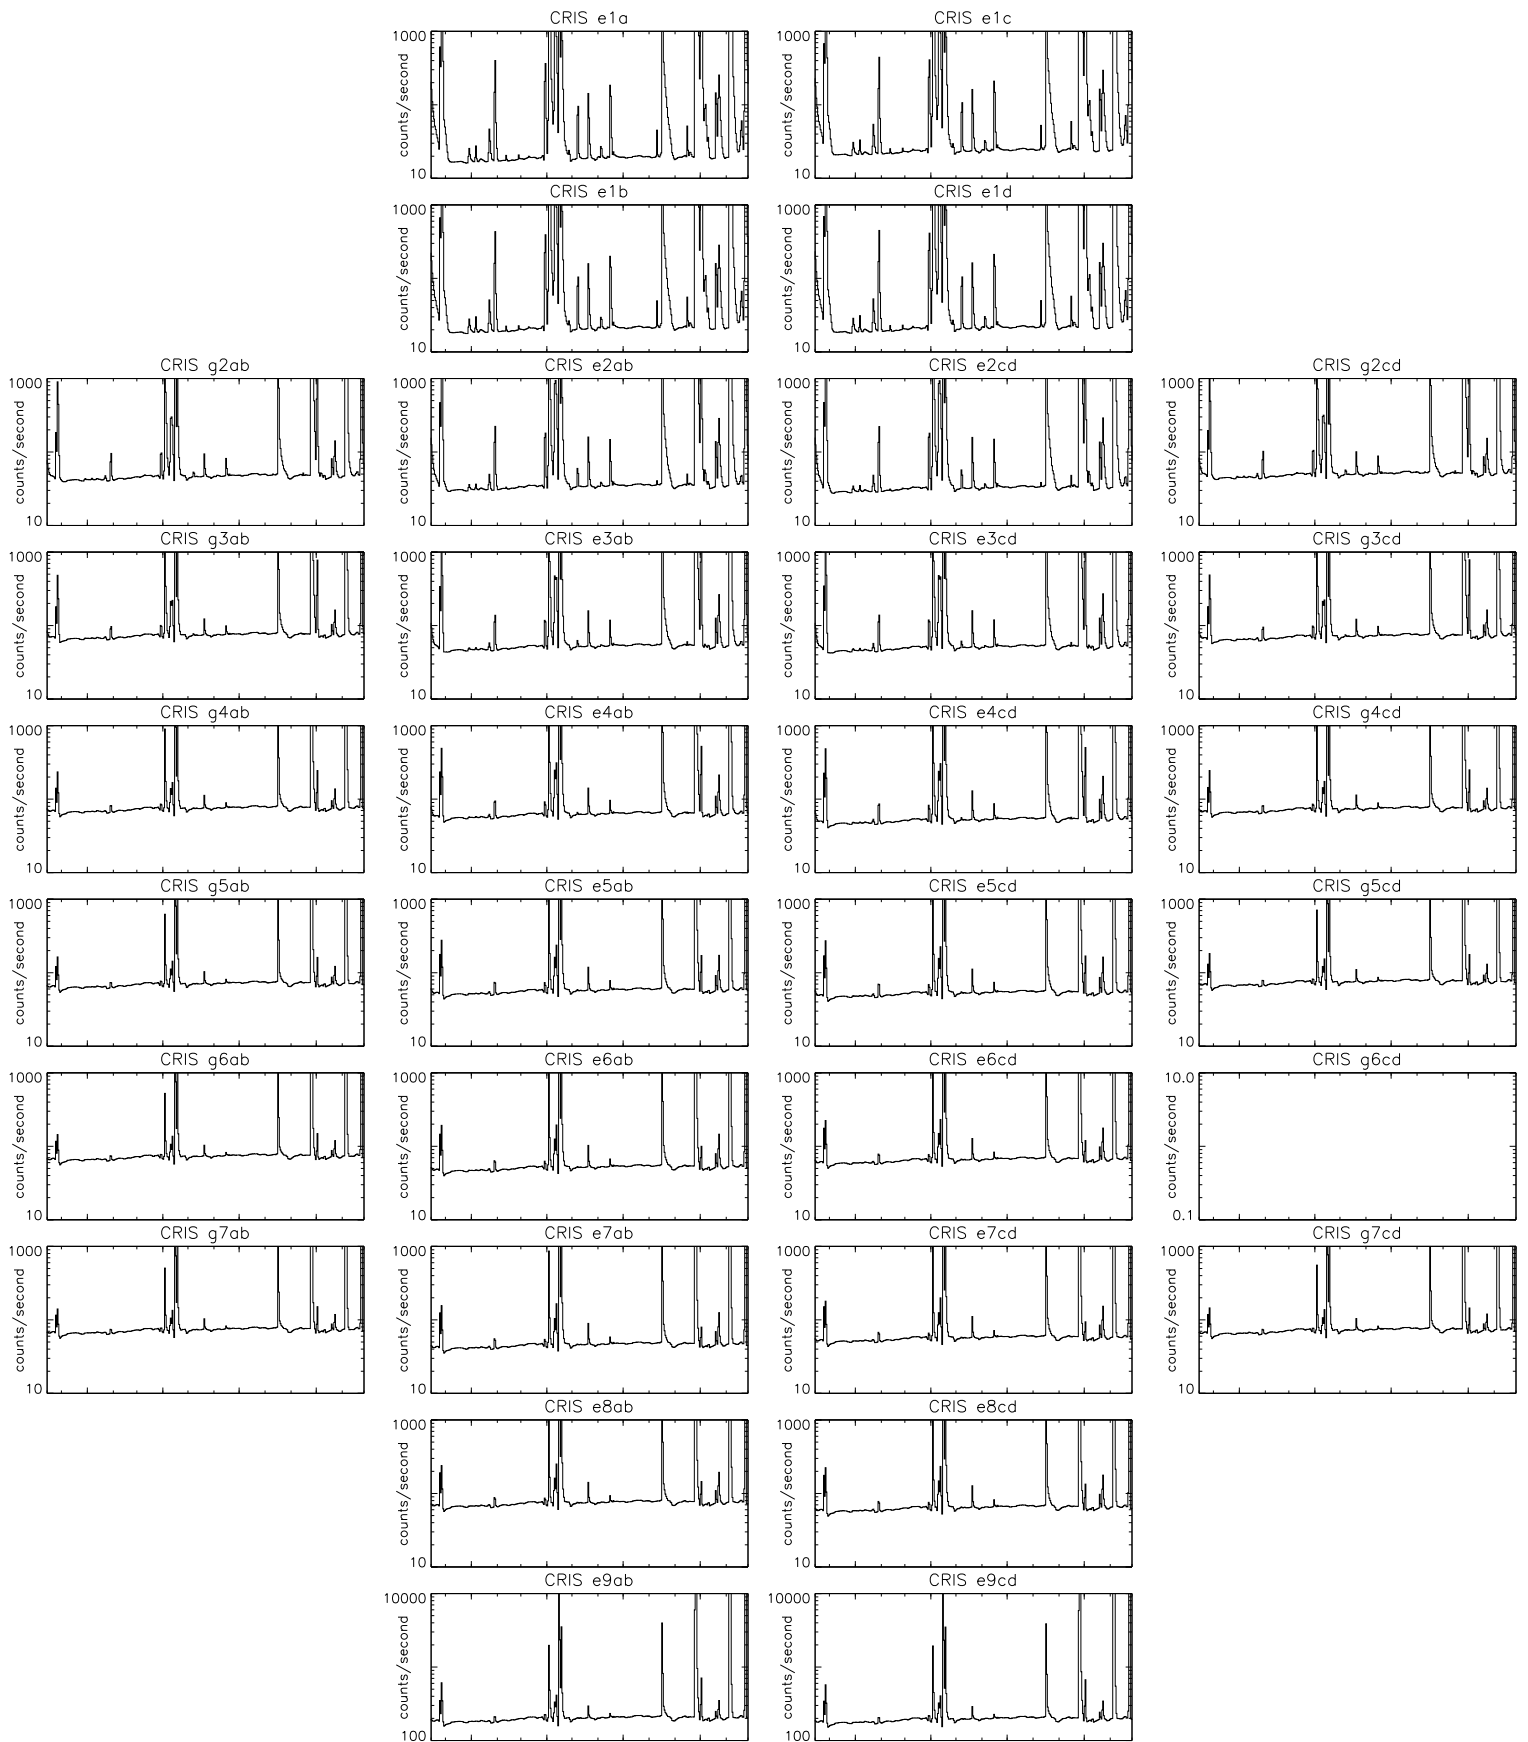 CRIS e1a CRIS e1c
1000 1000
counts/second counts/second
10 10
CRIS e1b CRIS e1d
1000 1000
counts/second counts/second
10 10
CRIS g2ab CRIS e2ab CRIS e2cd CRIS g2cd
1000 1000 1000 1000
counts/second counts/second counts/second counts/second
10 10 10 10
CRIS g3ab CRIS e3ab CRIS e3cd CRIS g3cd
1000 1000 1000 1000
counts/second counts/second counts/second counts/second
10 10 10 10
CRIS g4ab CRIS e4ab CRIS e4cd CRIS g4cd
1000 1000 1000 1000
counts/second counts/second counts/second counts/second
10 10 10 10
CRIS g5ab CRIS e5ab CRIS e5cd CRIS g5cd
1000 1000 1000 1000
counts/second counts/second counts/second counts/second
10 10 10 10
CRIS g6ab CRIS e6ab CRIS e6cd CRIS g6cd
1000 1000 1000 10.0
counts/second counts/second counts/second counts/second
10 10 10 0.1
CRIS g7ab CRIS e7ab CRIS e7cd CRIS g7cd
1000 1000 1000 1000
counts/second counts/second counts/second counts/second
10 10 10 10
CRIS e8ab CRIS e8cd
1000 1000
counts/second counts/second
10 10
CRIS e9ab CRIS e9cd
10000 10000
counts/second counts/second
100 100